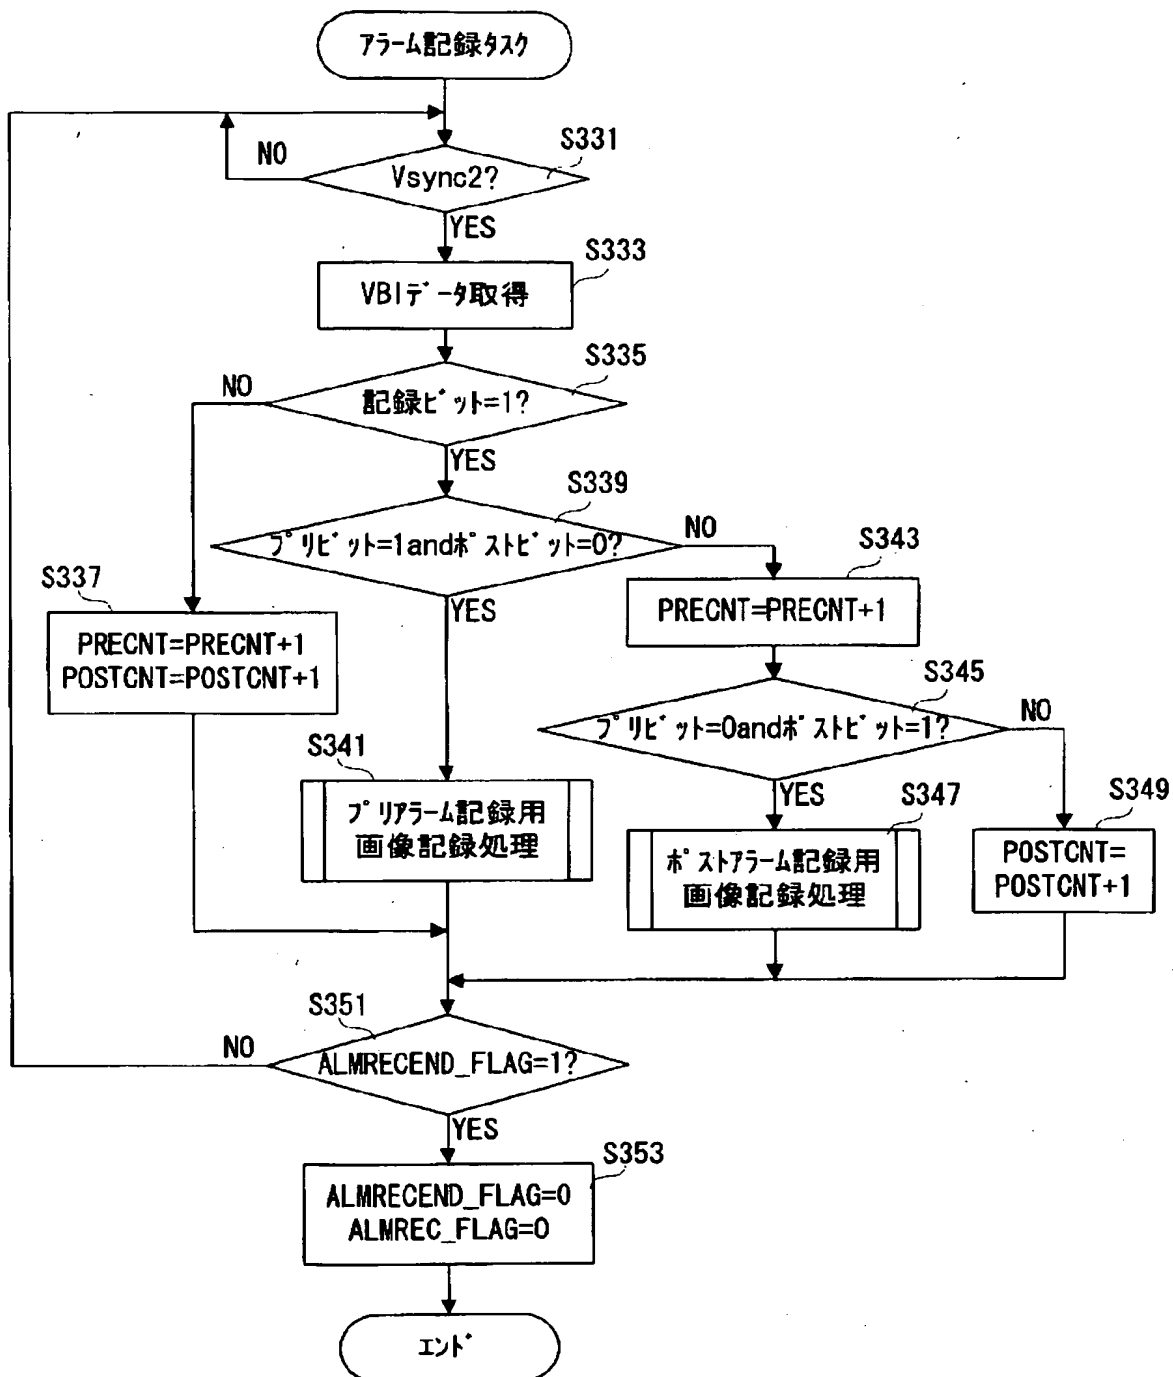 アラーム記録タスク
S331
NO
Vsync2?
YES
S333
VBIデータ取得
S335
NO
記録ビット=1?
YES
S339
NO
プリビット=1andポストビット=0?
S343
S337
YES
PRECNT=PRECNT+1
PRECNT=PRECNT+1
POSTCNT=POSTCNT+1
S345
NO
プリビット=0andポストビット=1?
S341
YES
S347
S349
プリアラーム記録用
画像記録処理
ポストアラーム記録用
画像記録処理
POSTCNT=
POSTCNT+1
S351
NO
ALMRECEND_FLAG=1?
YES
S353
ALMRECEND_FLAG=0
ALMREC_FLAG=0
エンド